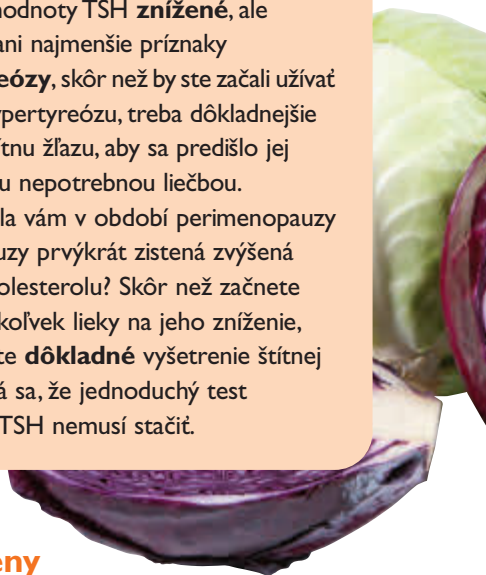 hodnoty TSH znížené, ale
ani najmenšie príznaky
eózy, skôr než by ste začali užívať
ypertyreózu, treba dôkladnejšie
tnu žľazu, aby sa predišlo jej
u nepotrebnou liečbou.
la vám v období perimenopauzy
uzy prvýkrát zistená zvýšená
olesterolu? Skôr než začnete
koľvek lieky na jeho zníženie,
te dôkladné vyšetrenie štítnej
á sa, že jednoduchý test
TSH nemusí stačiť.
eny